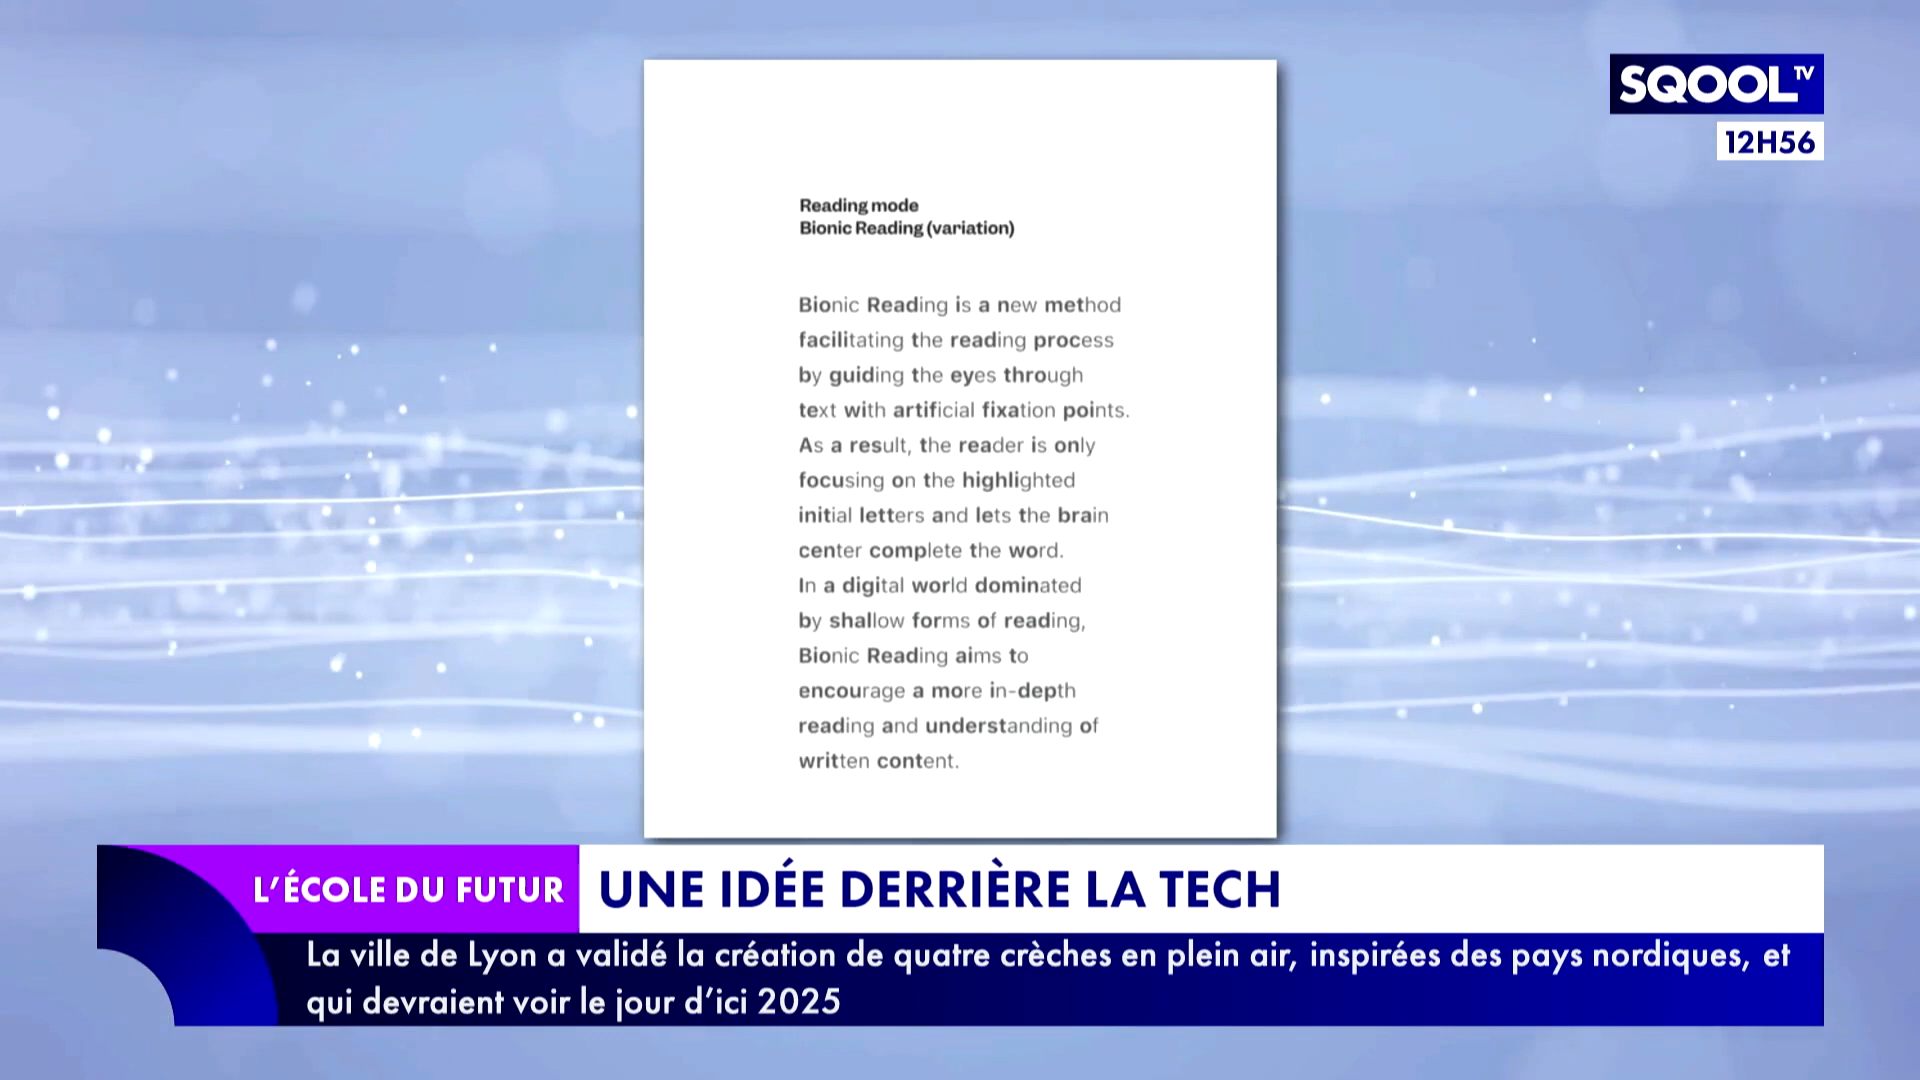 SQOOL TV
12H56
Reading mode
Bionic Reading (variation)
Bionic Reading is a new method
facilitating the reading process
by guiding the eyes through
text with artificial fixation points.
As a result, the reader is only
focusing on the highlighted
initial letters and lets the brain
center complete the word.
In a digital world dominated
by shallow forms of reading,
Bionic Reading aims to
encourage a more in-depth
reading and understanding of
written content.
L'ÉCOLE DU FUTUR
UNE IDÉE DERRIÈRE LA TECH
La ville de Lyon a validé la création de quatre crèches en plein air, inspirées des pays nordiques, et
qui devraient voir le jour d'ici 2025